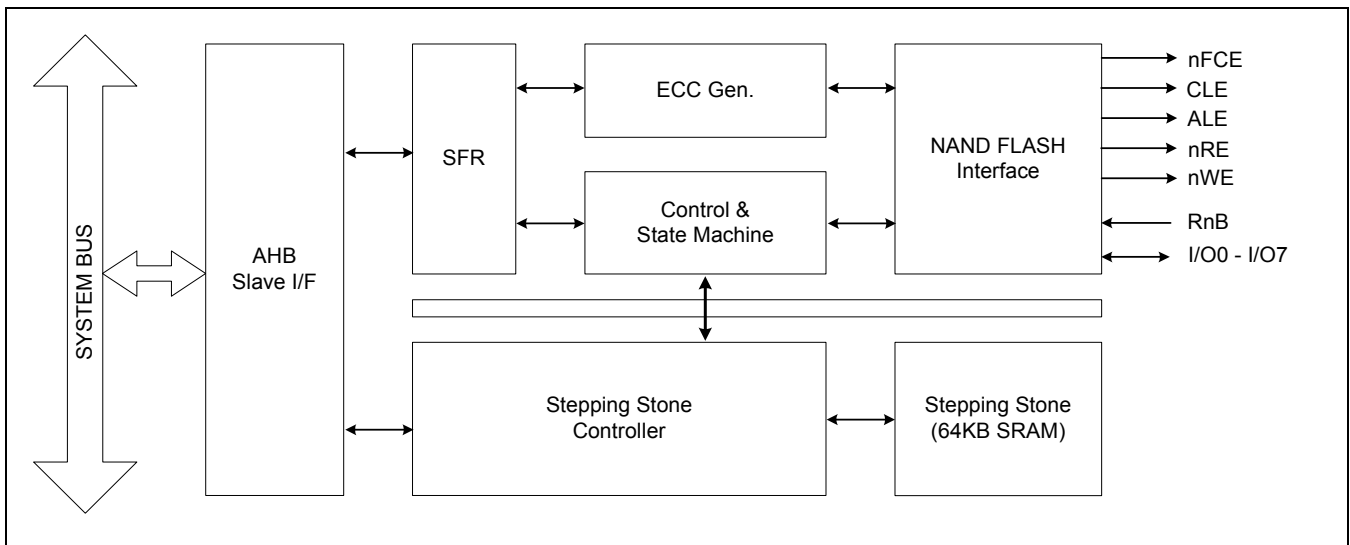 SYSTEM BUS
AHB
Slave I/F
SFR
ECC Gen.
Control &
State Machine
NAND FLASH
Interface
nFCE
CLE
ALE
nRE
nWE
RnB
I/O0 - I/O7
Stepping Stone
Controller
Stepping Stone
(64KB SRAM)